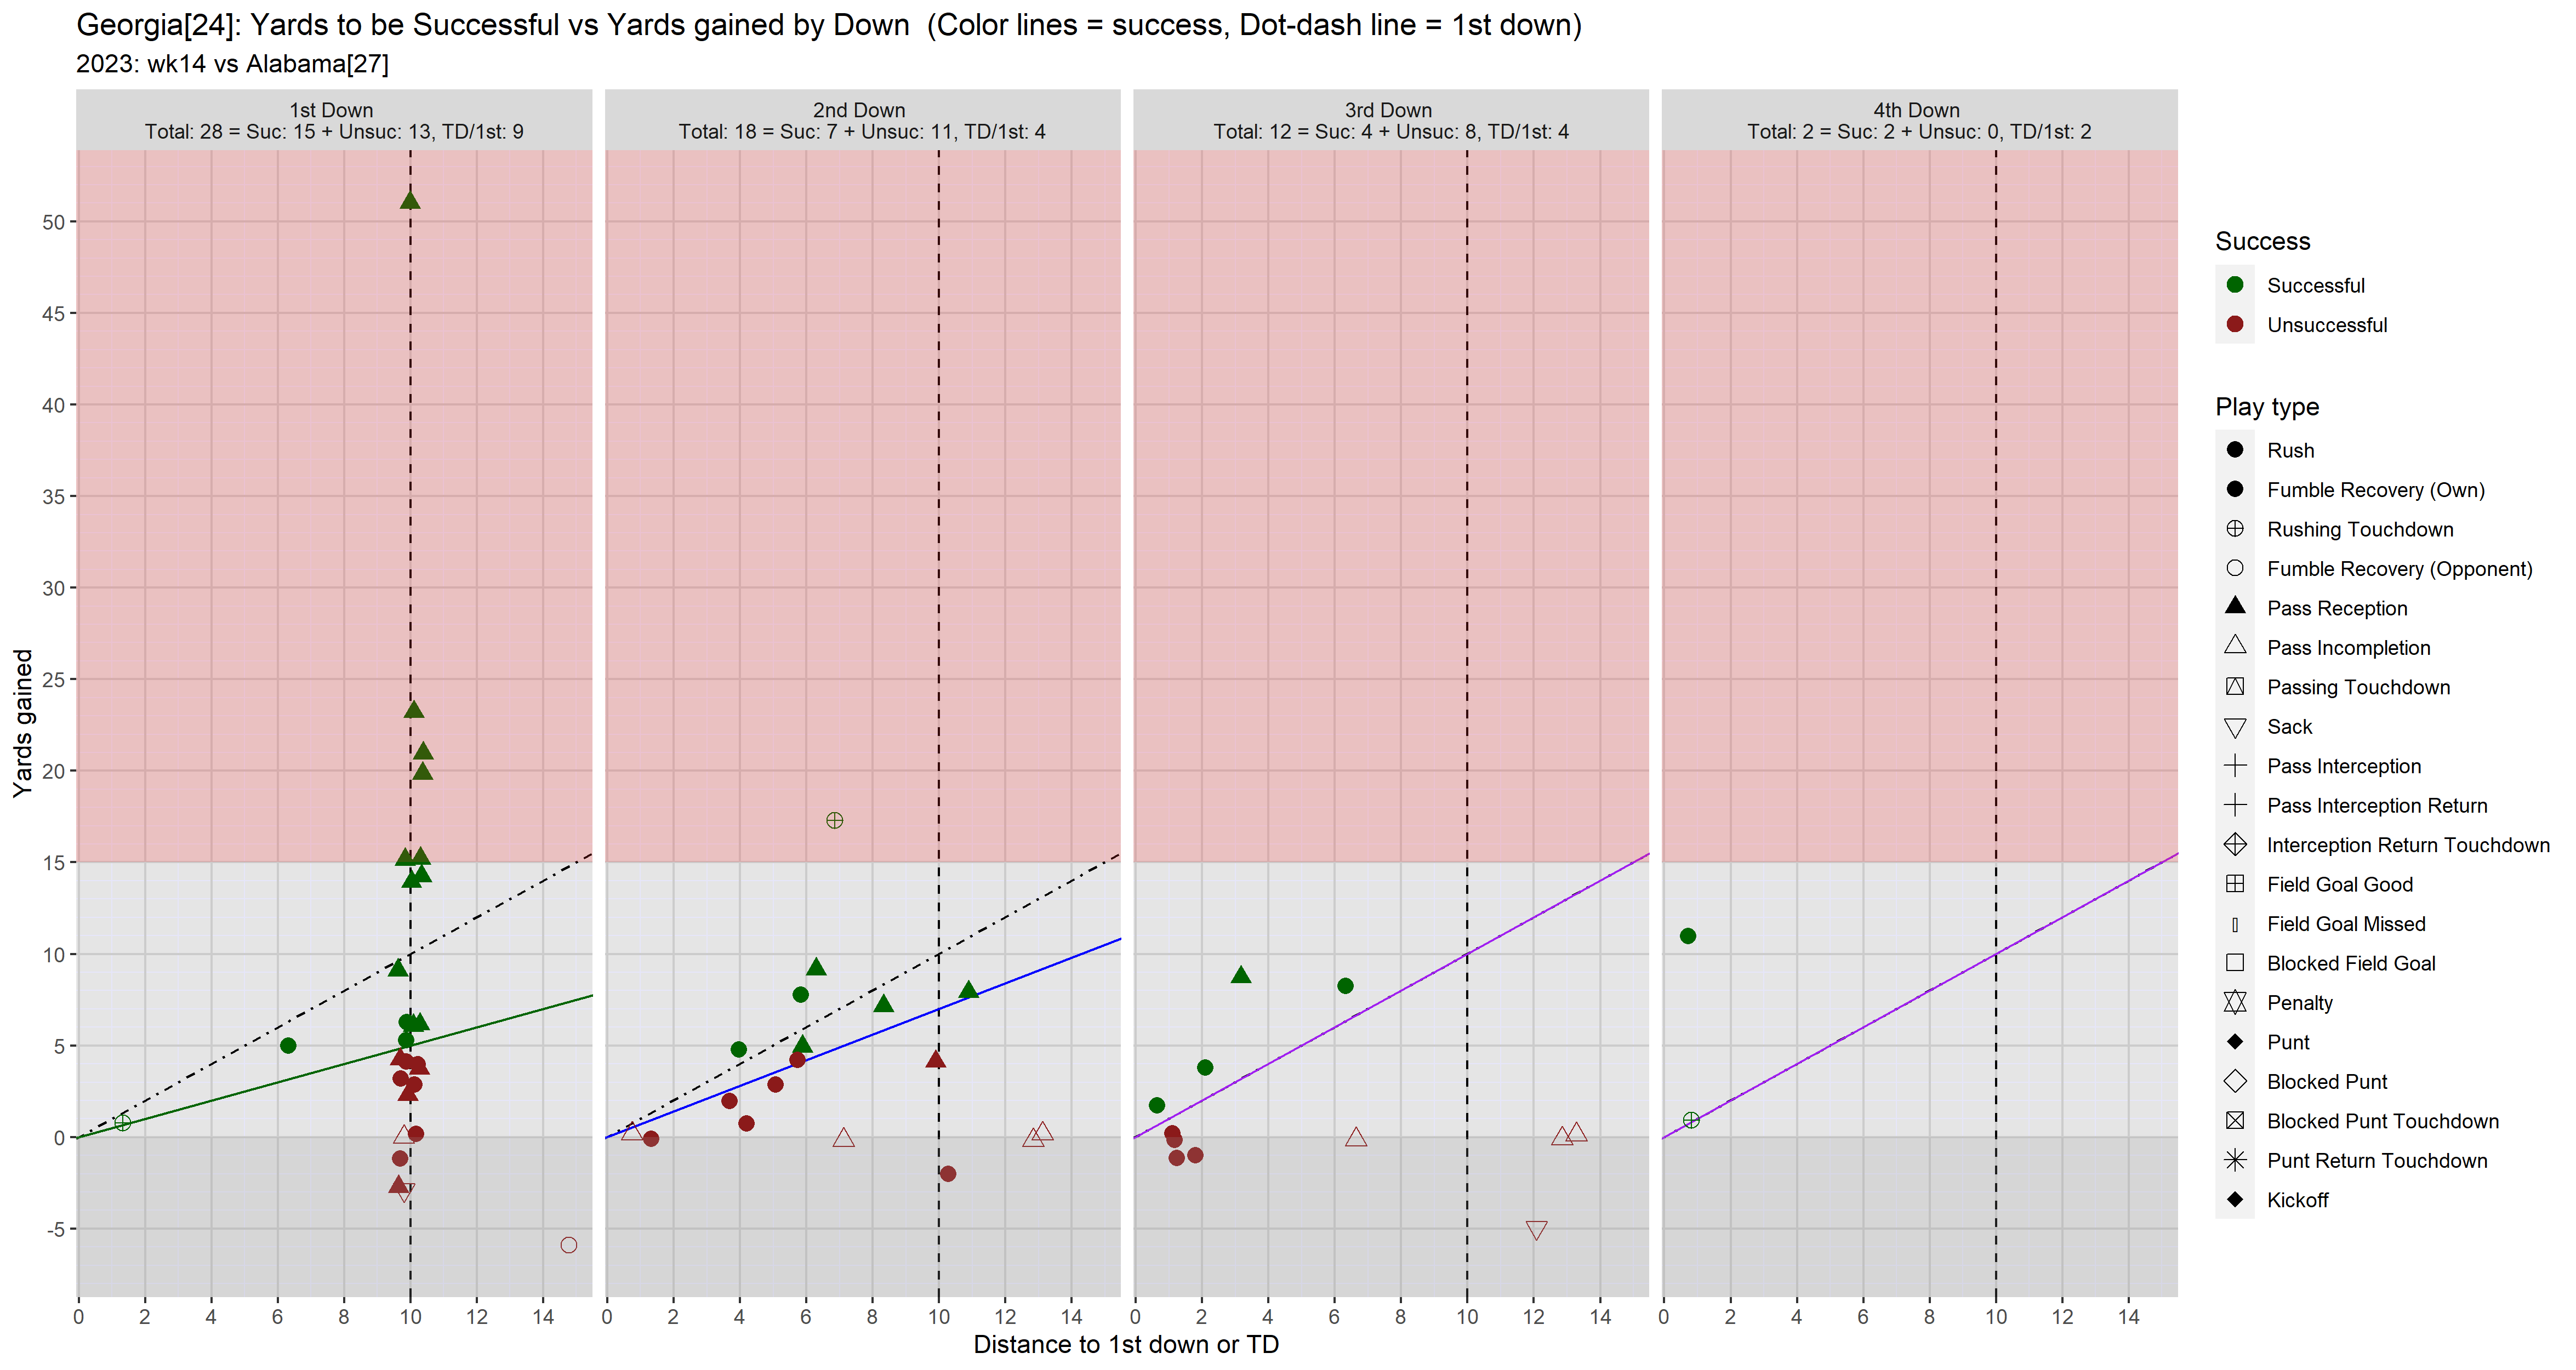 Georgia[24]: Yards to be Successful vs Yards gained by Down  (Color lines = success, Dot-dash line = 1st down)
2023: wk14 vs Alabama[27]
1st Down
Total: 28 = Suc: 15 + Unsuc: 13, TD/1st: 9
2nd Down
Total: 18 = Suc: 7 + Unsuc: 11, TD/1st: 4
3rd Down
Total: 12 = Suc: 4 + Unsuc: 8, TD/1st: 4
4th Down
Total: 2 = Suc: 2 + Unsuc: 0, TD/1st: 2
Yards gained
50
45
40
35
30
25
20
15
10
5
0
-5
0 2 4 6 8 10 12 14
0 2 4 6 8 10 12 14
0 2 4 6 8 10 12 14
0 2 4 6 8 10 12 14
Distance to 1st down or TD
Success
Successful
Unsuccessful
Play type
Rush
Fumble Recovery (Own)
Rushing Touchdown
Fumble Recovery (Opponent)
Pass Reception
Pass Incompletion
Passing Touchdown
Sack
Pass Interception
Pass Interception Return
Interception Return Touchdown
Field Goal Good
Field Goal Missed
Blocked Field Goal
Penalty
Punt
Blocked Punt
Blocked Punt Touchdown
Punt Return Touchdown
Kickoff